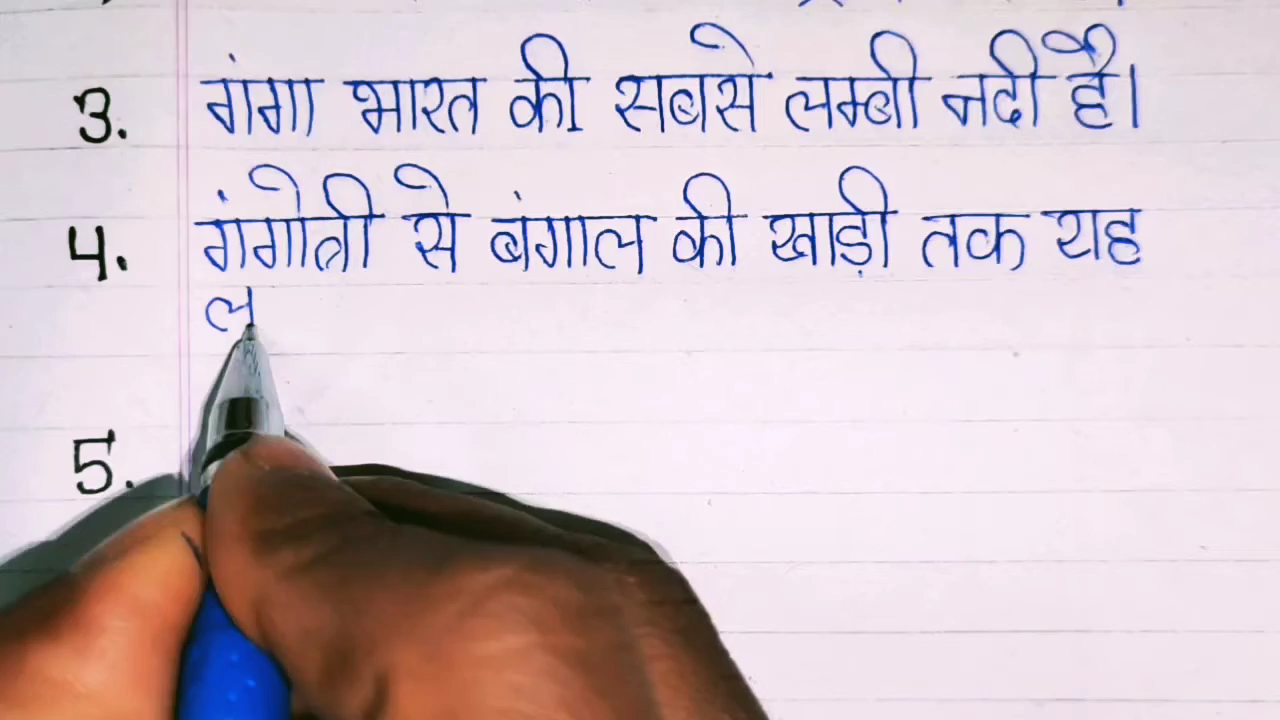 3. गंगा भारत की सबसे लम्बी नदी है।
4. गंगोत्री से बंगाल की खाड़ी तक यह
ल
5.